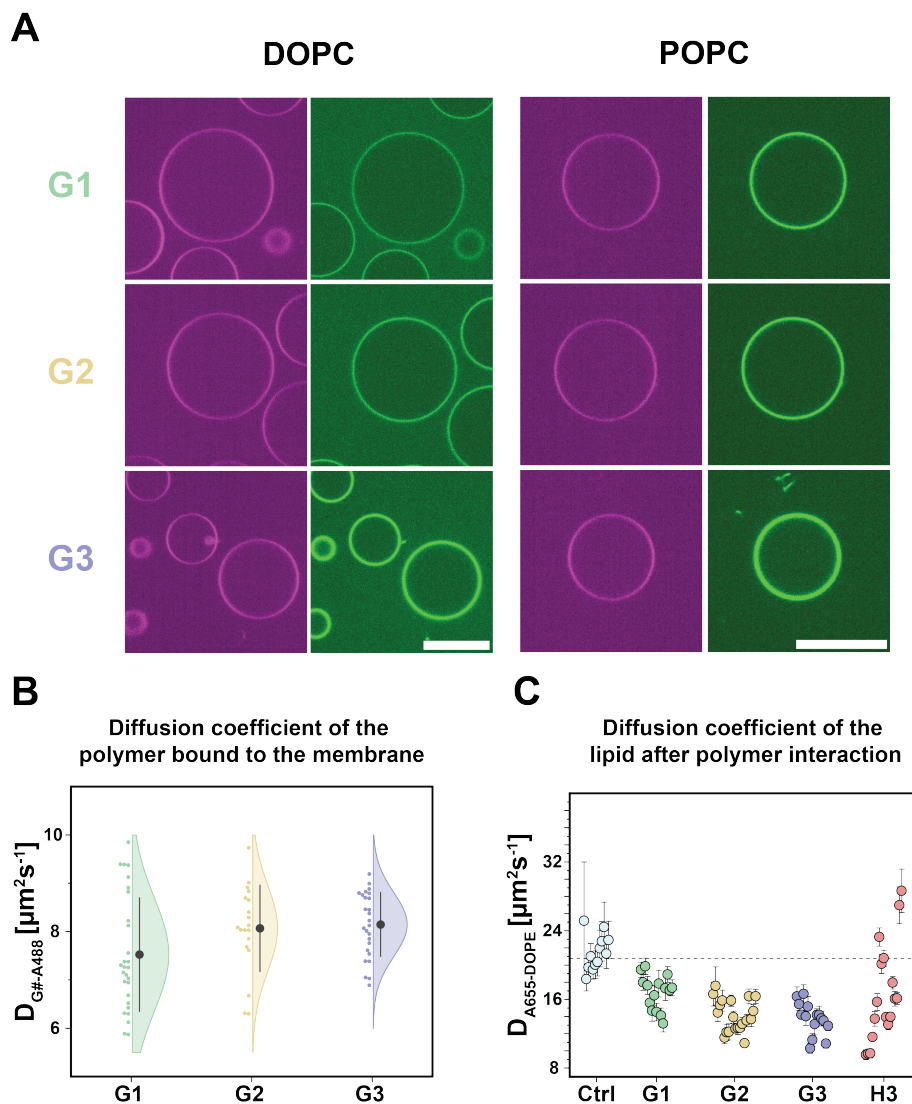 A
DOPC
POPC
G1
G2
G3
B
Diffusion coefficient of the
polymer bound to the membrane
D G#-A488 [µm²s⁻¹]
10
8
6
G1
G2
G3
C
Diffusion coefficient of the
lipid after polymer interaction
D A655-DOPE [µm²s⁻¹]
32
24
16
8
Ctrl
G1
G2
G3
H3